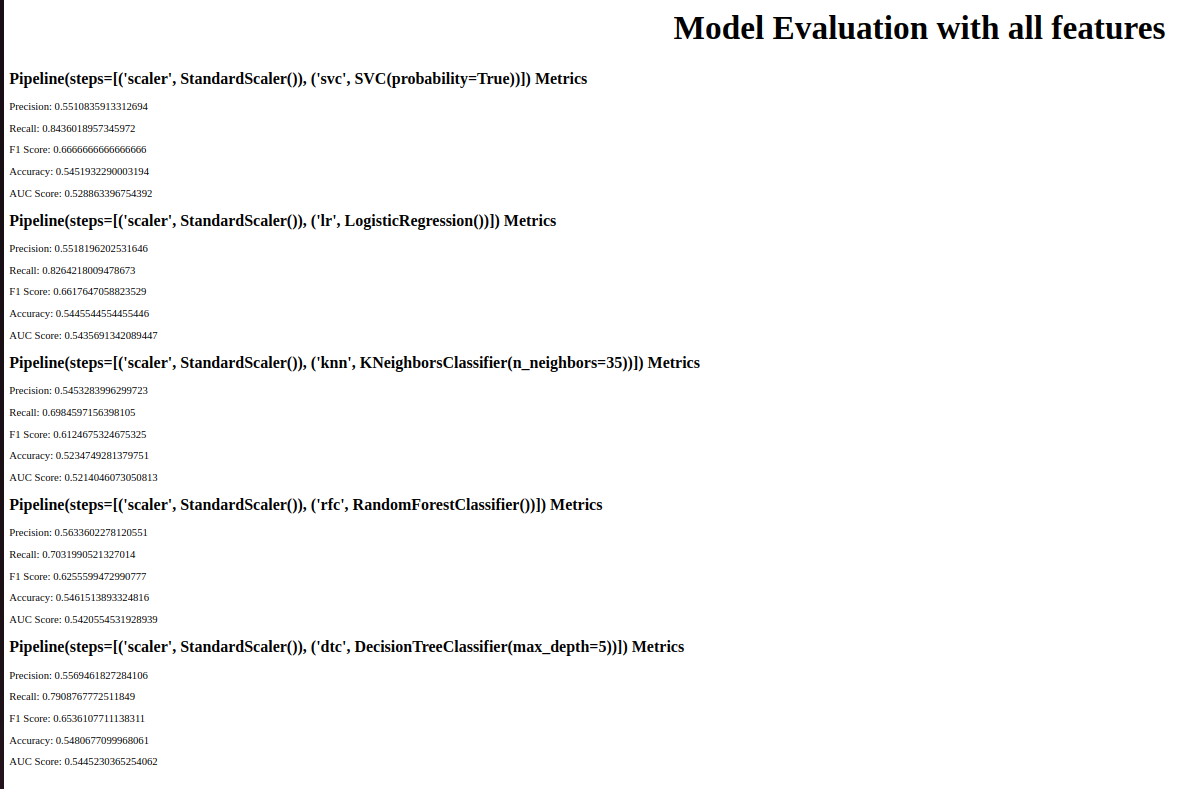 Model Evaluation with all features
Pipeline(steps=[('scaler', StandardScaler()), ('svc', SVC(probability=True))]) Metrics
Precision: 0.5510835913312694
Recall: 0.8436018957345972
F1 Score: 0.6666666666666666
Accuracy: 0.5451932290003194
AUC Score: 0.528863396754392
Pipeline(steps=[('scaler', StandardScaler()), ('lr', LogisticRegression())]) Metrics
Precision: 0.5518196202531646
Recall: 0.8264218009478673
F1 Score: 0.6617647058823529
Accuracy: 0.5445544554455446
AUC Score: 0.5435691342089447
Pipeline(steps=[('scaler', StandardScaler()), ('knn', KNeighborsClassifier(n_neighbors=35))]) Metrics
Precision: 0.5453283996299723
Recall: 0.6984597156398105
F1 Score: 0.6124675324675325
Accuracy: 0.5234749281379751
AUC Score: 0.5214046073050813
Pipeline(steps=[('scaler', StandardScaler()), ('rfc', RandomForestClassifier())]) Metrics
Precision: 0.5633602278120551
Recall: 0.7031990521327014
F1 Score: 0.6255599472990777
Accuracy: 0.5461513893324816
AUC Score: 0.5420554531928939
Pipeline(steps=[('scaler', StandardScaler()), ('dtc', DecisionTreeClassifier(max_depth=5))]) Metrics
Precision: 0.5569461827284106
Recall: 0.7908767772511849
F1 Score: 0.6536107711138311
Accuracy: 0.5480677099968061
AUC Score: 0.5445230365254062